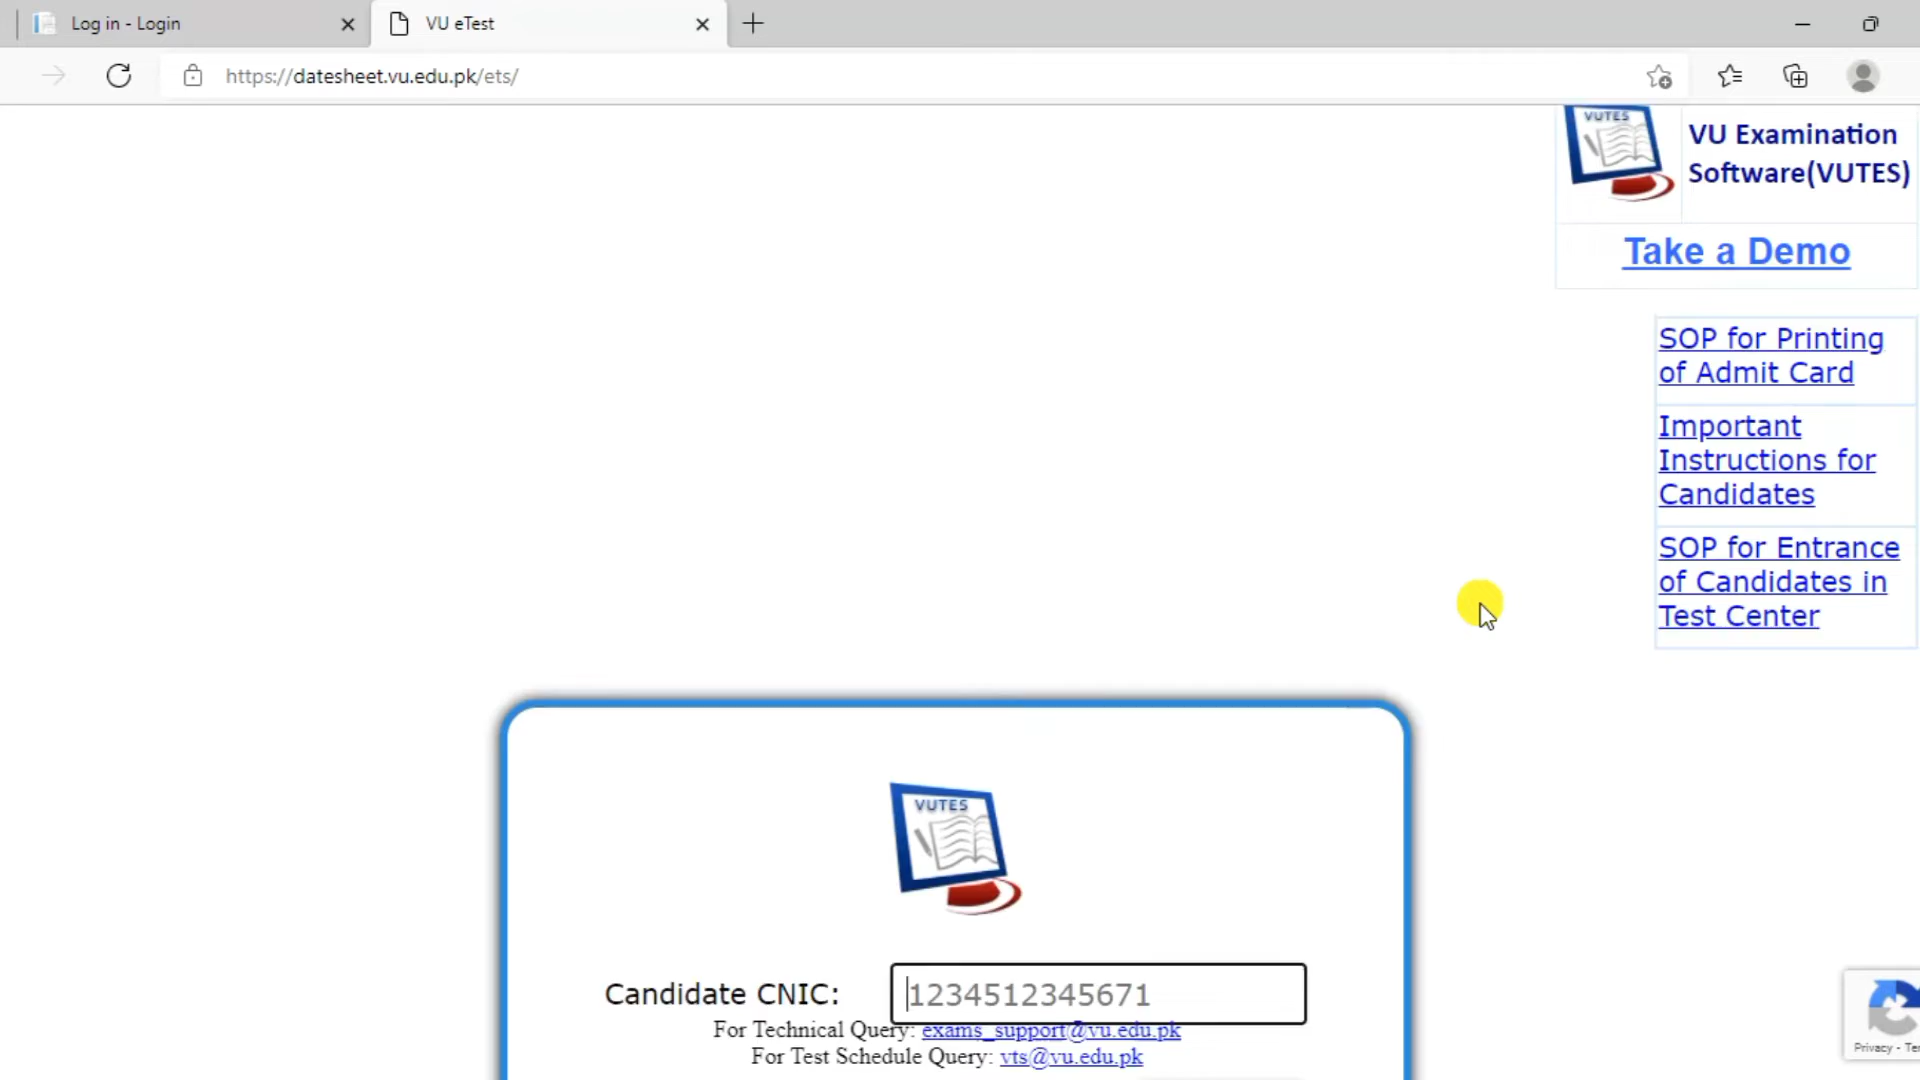 Log in - Login
VU eTest
https://datesheet.vu.edu.pk/ets/
VUTES
VU Examination
Software(VUTES)
Take a Demo
SOP for Printing
of Admit Card
Important
Instructions for
Candidates
SOP for Entrance
of Candidates in
Test Center
VUTES
Candidate CNIC:
1234512345671
For Technical Query: exams_support@vu.edu.pk
For Test Schedule Query: vts@vu.edu.pk
Privacy - Ter